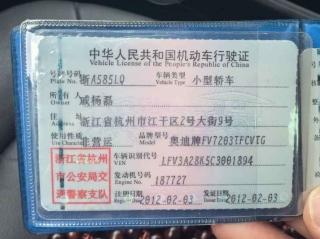 中华人民共和国机动车行驶证
Vehicle License of the People's Republic of China
号牌号码 浙A585LQ 车辆类型 小型轿车
Plate No. Vehicle Type
所有人 戚杨磊
Owner
住址 浙江省杭州市江干区2号大街9号
Address
使用性质 非营运 品牌型号 奥迪牌FV7203TFCVTG
Use Character Model
浙江省杭州 车辆识别代号 LFV3A28K5C3001894
VIN
市公安局交 发动机号码 187727
Engine No.
通警察支队 注册日期 2012-02-03 发证日期 2012-02-03
Register Date Issue Date